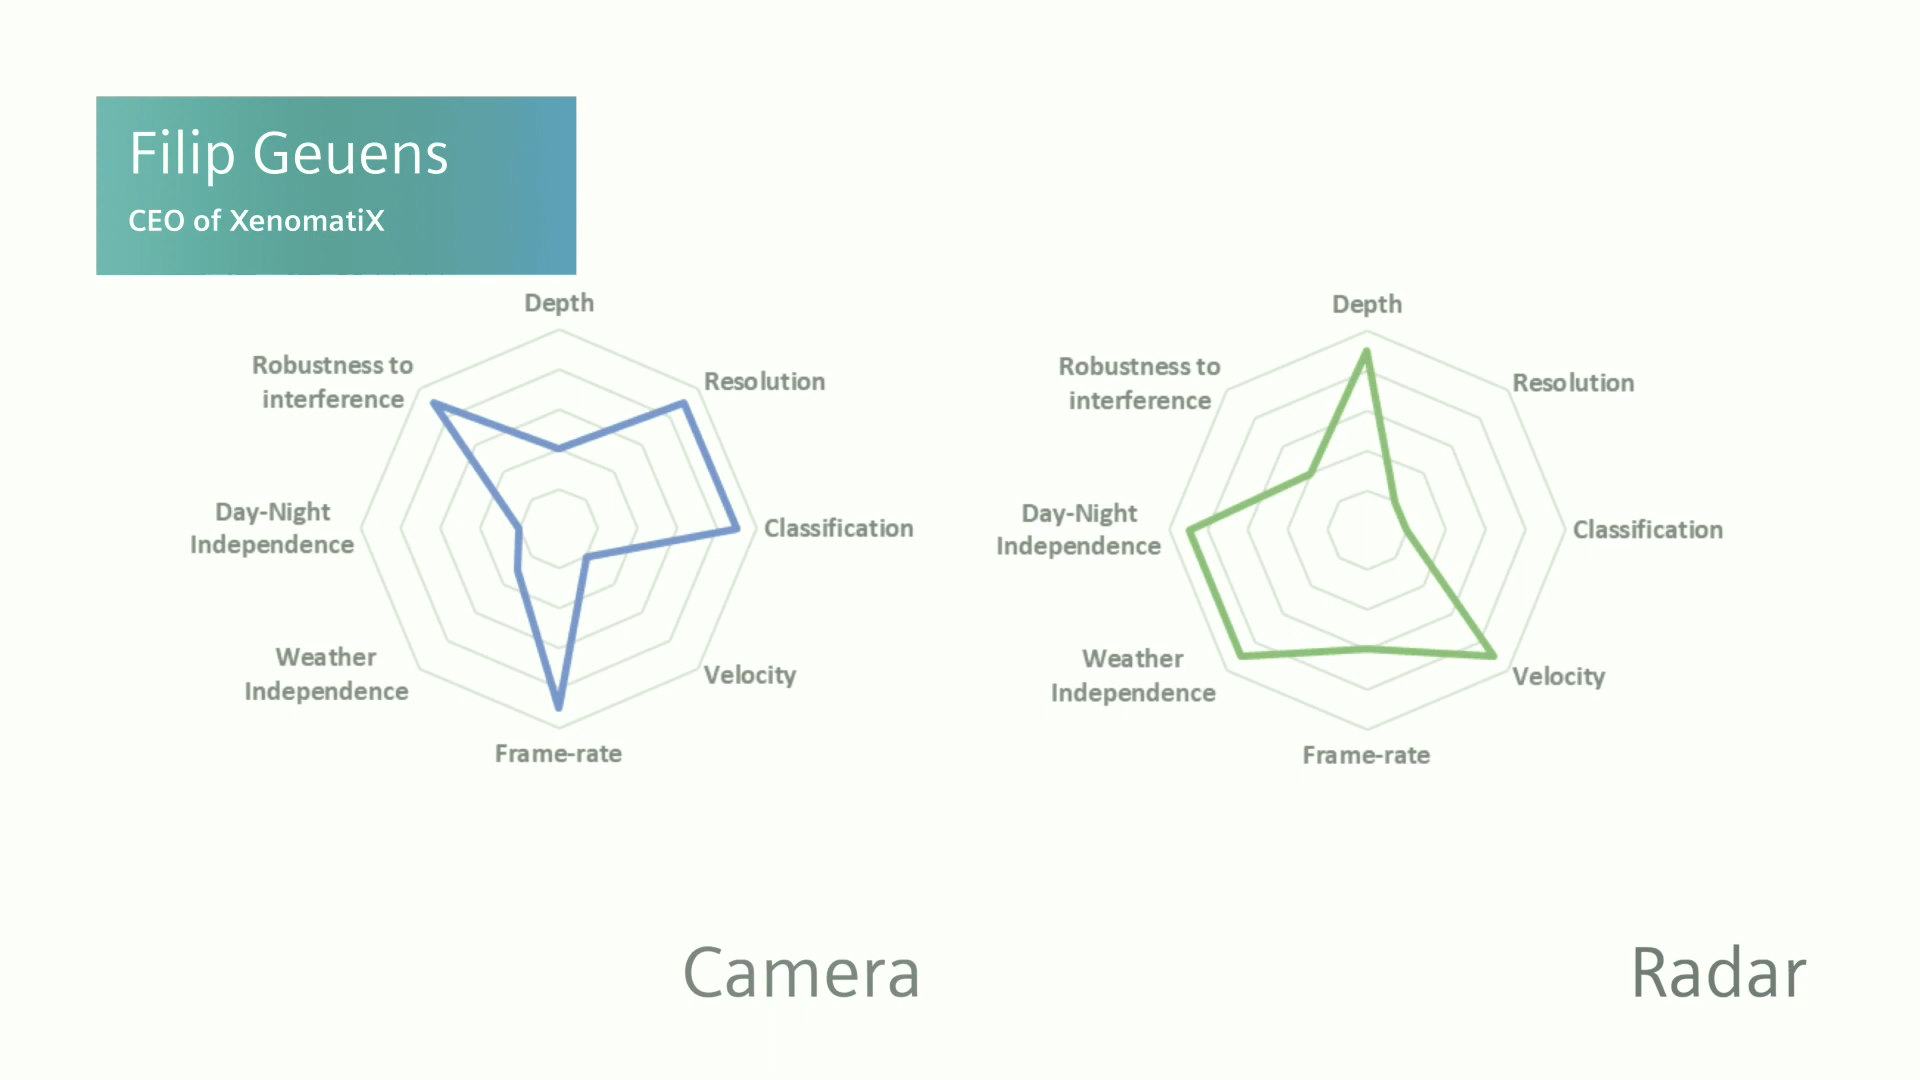 Filip Geuens
CEO of XenomatiX
Depth
Robustness to
interference
Resolution
Day-Night
Independence
Classification
Weather
Independence
Velocity
Frame-rate
Camera
Depth
Robustness to
interference
Resolution
Day-Night
Independence
Classification
Weather
Independence
Velocity
Frame-rate
Radar